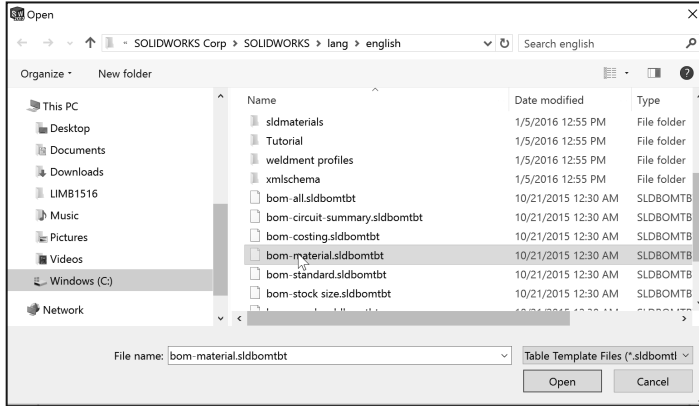 Open
« SOLIDWORKS Corp > SOLIDWORKS > lang > english
Search english
Organize
New folder
?
This PC
Desktop
Documents
Downloads
LIMB1516
Music
Pictures
Videos
Windows (C:)
Network
Name Date modified Type
sldmaterials 1/5/2016 12:55 PM File folder
Tutorial 1/5/2016 12:55 PM File folder
weldment profiles 1/5/2016 12:55 PM File folder
xmlschema 1/5/2016 12:55 PM File folder
bom-all.sldbomtbt 10/21/2015 12:30 AM SLDBOMTB
bom-circuit-summary.sldbomtbt 10/21/2015 12:30 AM SLDBOMTB
bom-costing.sldbomtbt 10/21/2015 12:30 AM SLDBOMTB
bom-material.sldbomtbt 10/21/2015 12:30 AM SLDBOMTB
bom-standard.sldbomtbt 10/21/2015 12:30 AM SLDBOMTB
bom-stock size.sldbomtbt 10/21/2015 12:30 AM SLDBOMTB
File name: bom-material.sldbomtbt
Table Template Files (*.sldbomtl
Open Cancel